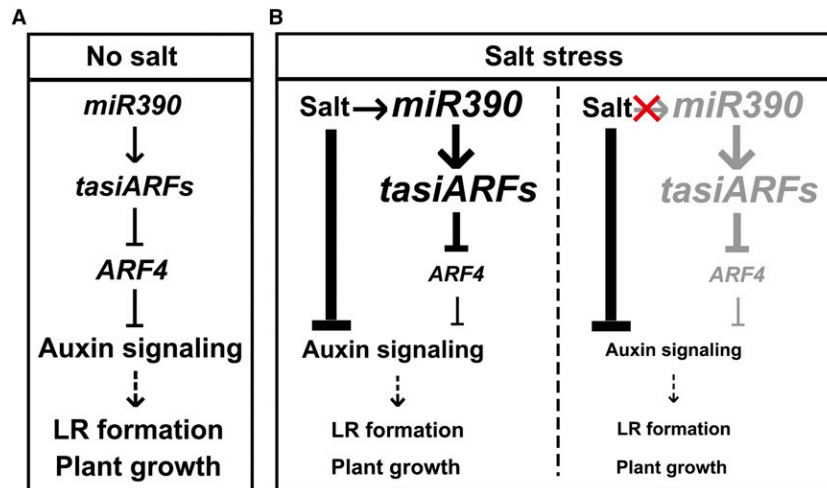 A
No salt
miR390
tasiARFs
ARF4
Auxin signaling
LR formation
Plant growth
B
Salt stress
Salt miR390
tasiARFs
ARF4
Auxin signaling
LR formation
Plant growth
Salt miR390
tasiARFs
ARF4
Auxin signaling
LR formation
Plant growth